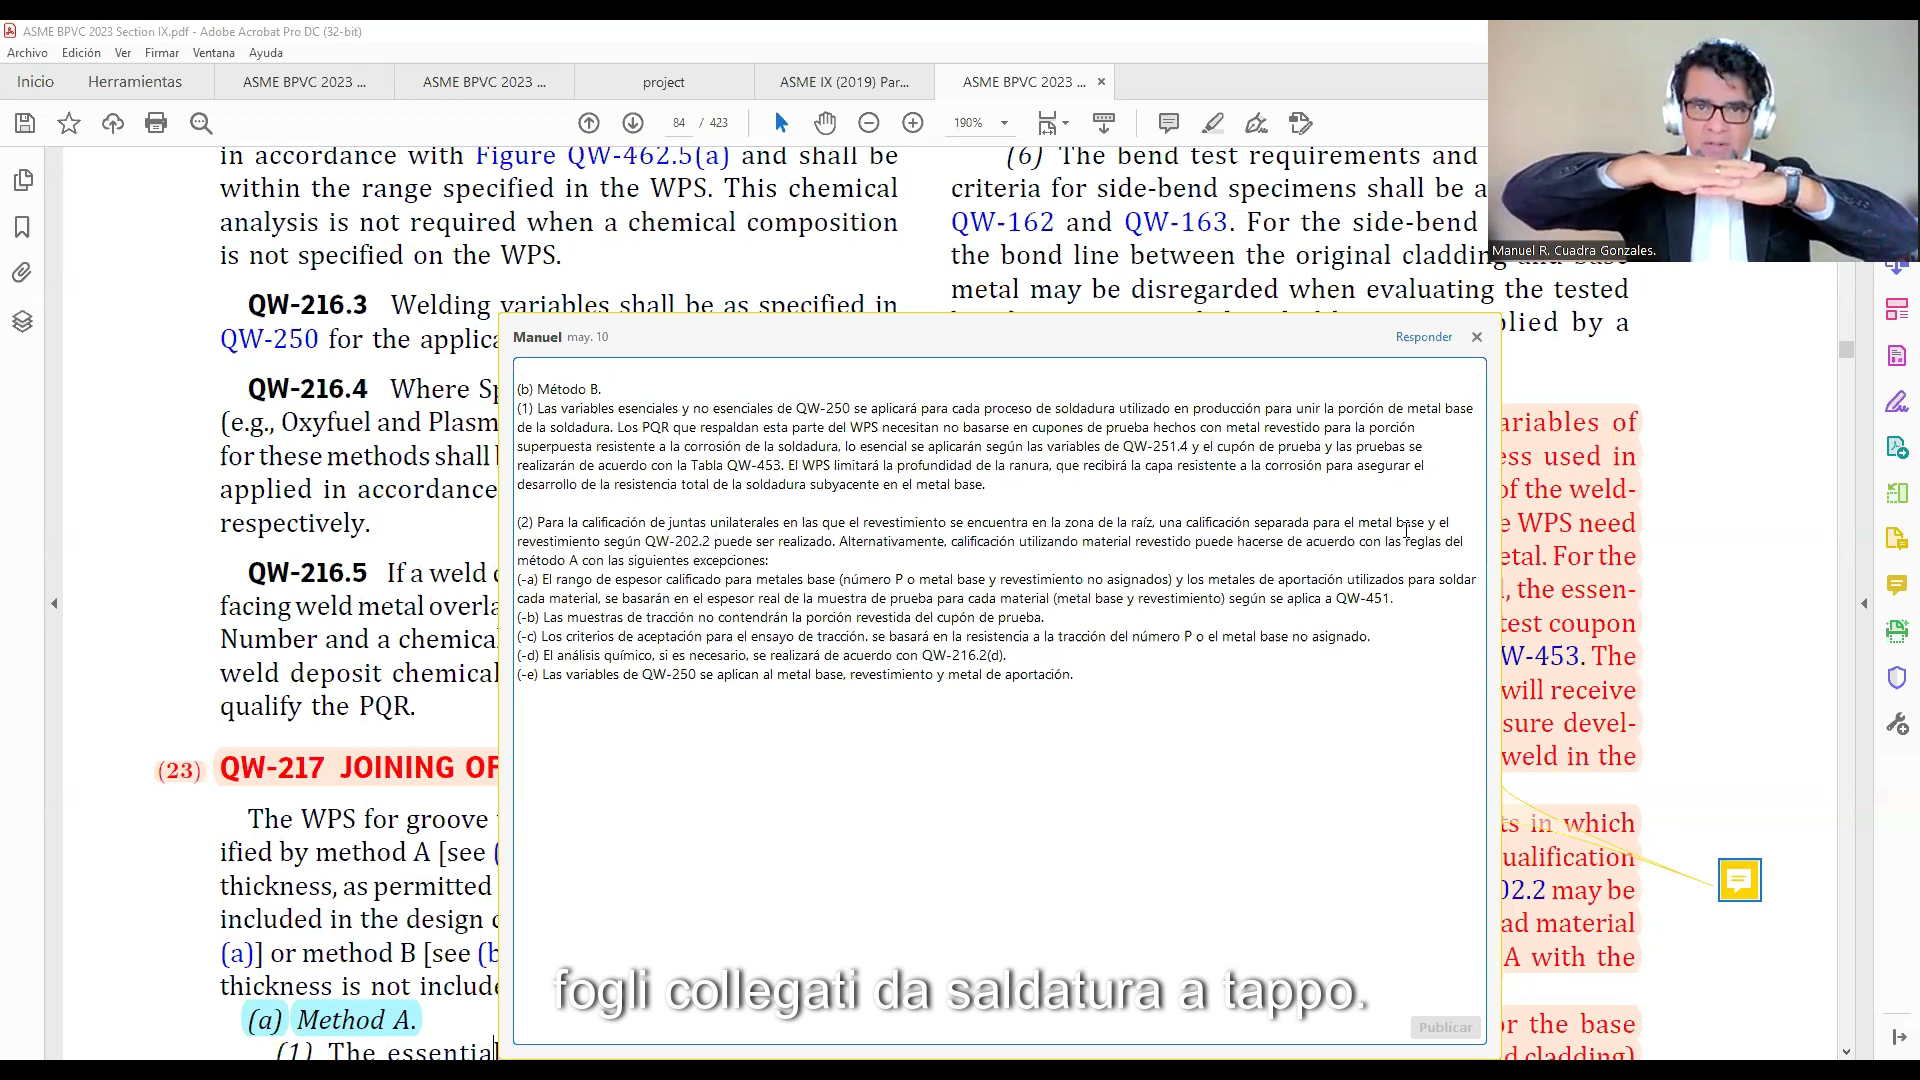 ASME BPVC 2023 Section IX.pdf - Adobe Acrobat Pro DC (32-bit)
Archivo Edición Ver Firmar Ventana Ayuda
Inicio Herramientas ASME BPVC 2023 ... ASME BPVC 2023 ... project ASME IX (2019) Par... ASME BPVC 2023 ...
84 / 423 190%
in accordance with Figure QW-462.5(a) and shall be
within the range specified in the WPS. This chemical
analysis is not required when a chemical composition
is not specified on the WPS.
QW-216.3 Welding variables shall be as specified in
QW-250 for the applica
QW-216.4 Where Sp
(e.g., Oxyfuel and Plasm
for these methods shall b
applied in accordance
respectively.
QW-216.5 If a weld
facing weld metal overla
Number and a chemica
weld deposit chemical
qualify the PQR.
(23) QW-217 JOINING OF
The WPS for groove
ified by method A [see (
thickness, as permitted
included in the design c
(a)] or method B [see (b
thickness is not include
(a) Method A.
(1) The essential
(6) The bend test requirements and
criteria for side-bend specimens shall be a
QW-162 and QW-163. For the side-bend
the bond line between the original cladding and base
metal may be disregarded when evaluating the tested
plied by a
ariables of
ess used in
of the weld-
e WPS need
etal. For the
, the essen-
test coupon
W-453. The
will receive
sure devel-
weld in the
ts in which
ualification
02.2 may be
ad material
A with the
or the base
d cladding)
Manuel R. Cuadra Gonzales.
Manuel may. 10 Responder
(b) Método B.
(1) Las variables esenciales y no esenciales de QW-250 se aplicará para cada proceso de soldadura utilizado en producción para unir la porción de metal base
de la soldadura. Los PQR que respaldan esta parte del WPS necesitan no basarse en cupones de prueba hechos con metal revestido para la porción
superpuesta resistente a la corrosión de la soldadura, lo esencial se aplicarán según las variables de QW-251.4 y el cupón de prueba y las pruebas se
realizarán de acuerdo con la Tabla QW-453. El WPS limitará la profundidad de la ranura, que recibirá la capa resistente a la corrosión para asegurar el
desarrollo de la resistencia total de la soldadura subyacente en el metal base.
(2) Para la calificación de juntas unilaterales en las que el revestimiento se encuentra en la zona de la raíz, una calificación separada para el metal base y el
revestimiento según QW-202.2 puede ser realizado. Alternativamente, calificación utilizando material revestido puede hacerse de acuerdo con las reglas del
método A con las siguientes excepciones:
(-a) El rango de espesor calificado para metales base (número P o metal base y revestimiento no asignados) y los metales de aportación utilizados para soldar
cada material, se basarán en el espesor real de la muestra de prueba para cada material (metal base y revestimiento) según se aplica a QW-451.
(-b) Las muestras de tracción no contendrán la porción revestida del cupón de prueba.
(-c) Los criterios de aceptación para el ensayo de tracción. se basará en la resistencia a la tracción del número P o el metal base no asignado.
(-d) El análisis químico, si es necesario, se realizará de acuerdo con QW-216.2(d).
(-e) Las variables de QW-250 se aplican al metal base, revestimiento y metal de aportación.
fogli collegati da saldatura a tappo.
Publicar